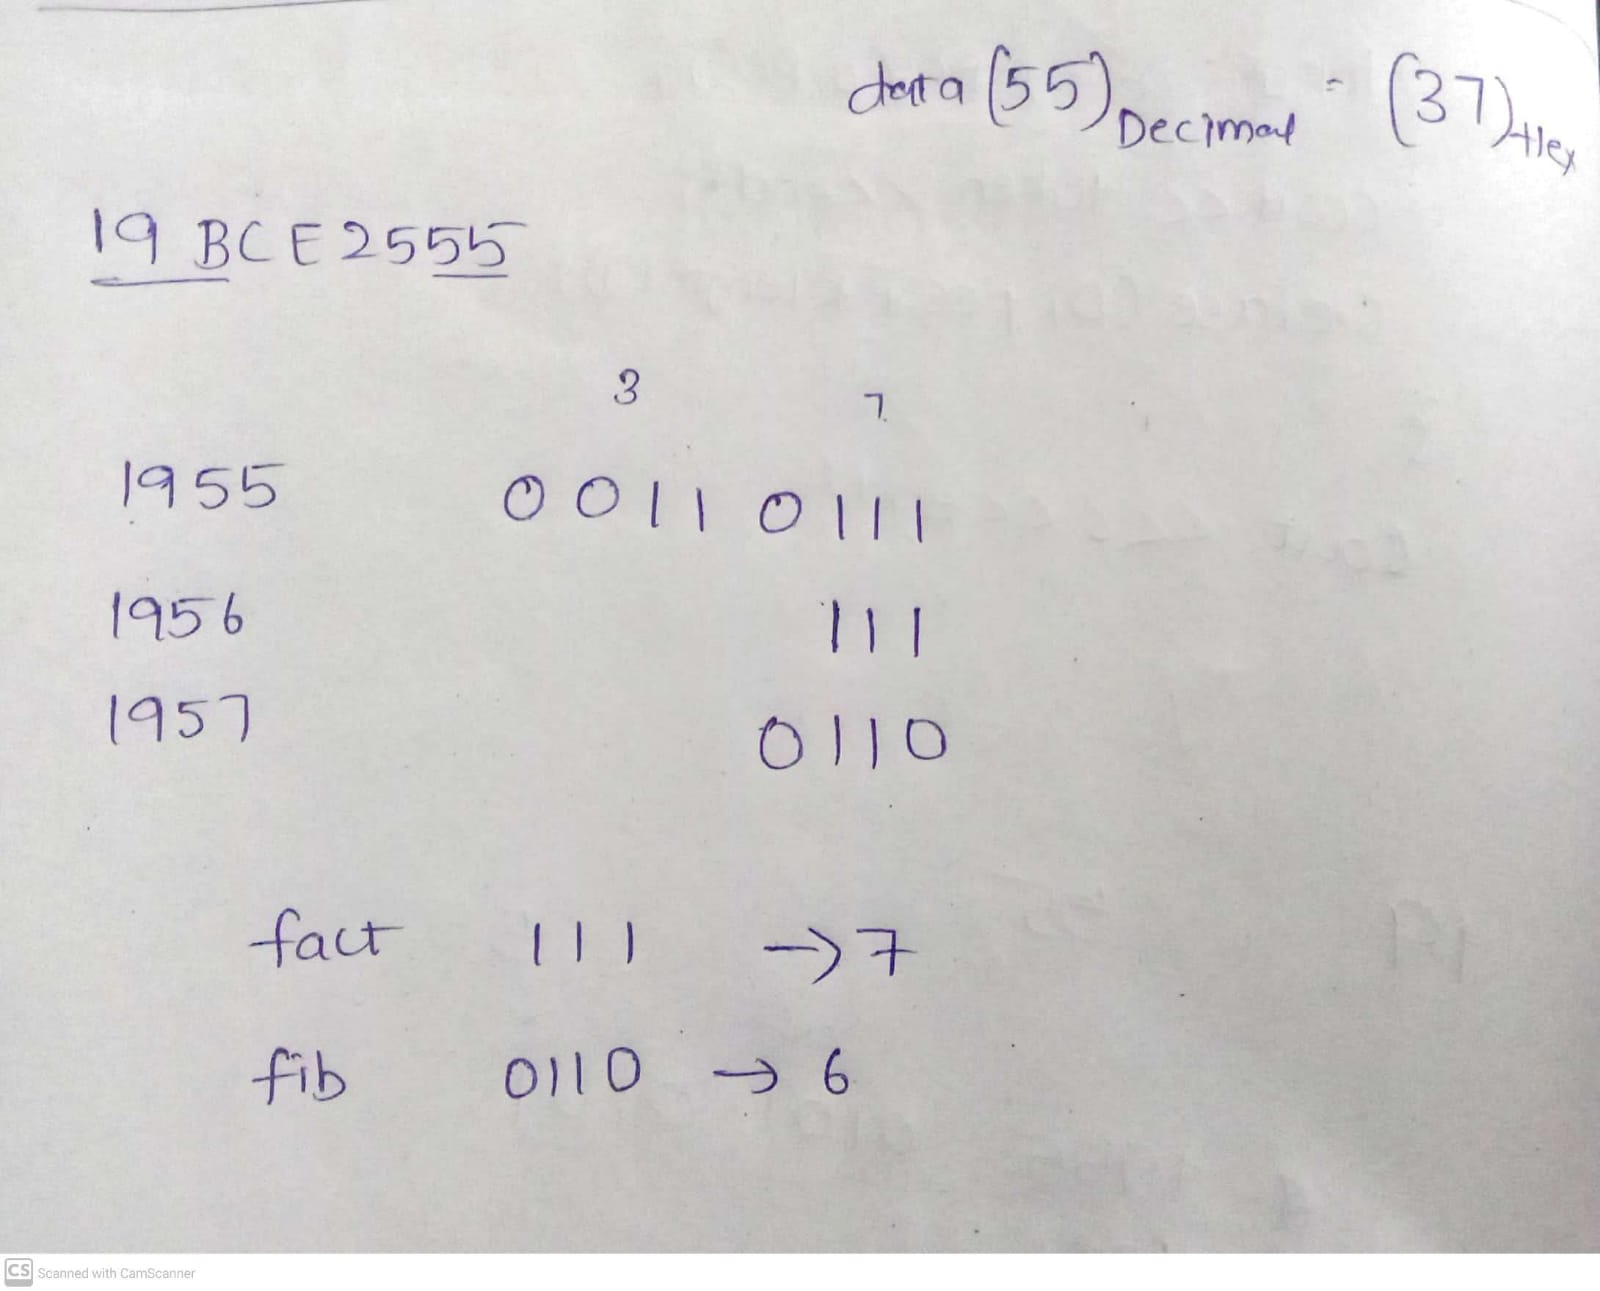 data (55)Decimal = (37)Hex
19 BCE2555
3 7
1955 0011 0111
1956 111
1957 0110
fact 111 → 7
fib 0110 → 6
CS Scanned with CamScanner